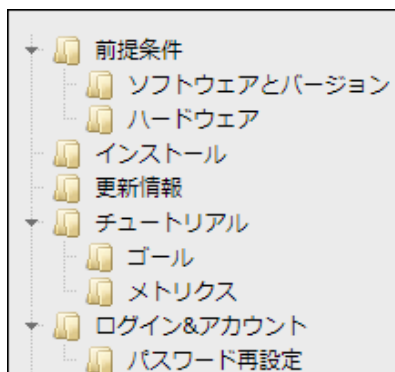 前提条件
ソフトウェアとバージョン
ハードウェア
インストール
更新情報
チュートリアル
ゴール
メトリクス
ログイン&アカウント
パスワード再設定